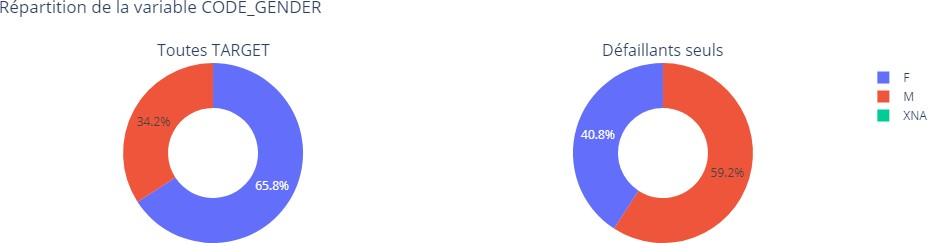 Répartition de la variable CODE_GENDER
Toutes TARGET
Défaillants seuls
34.2%
65.8%
40.8%
59.2%
F
M
XNA